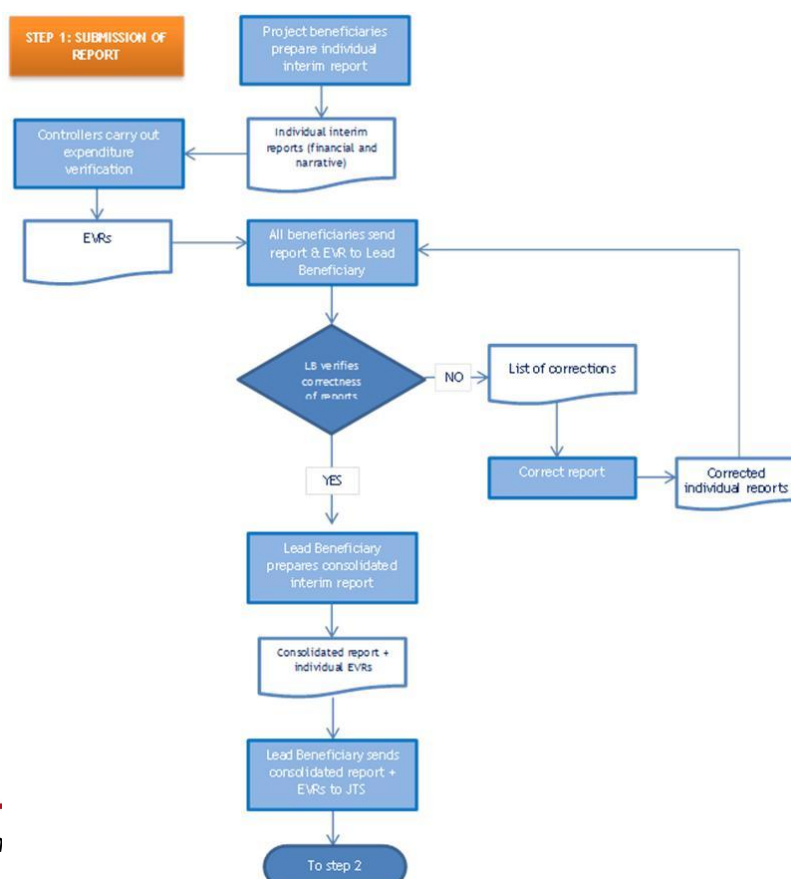 STEP 1: SUBMISSION OF
REPORT
Project beneficiaries
prepare individual
interim report
Individual interim
reports (financial and
narrative)
Controllers carry out
expenditure
verification
EVRs
All beneficiaries send
report & EVR to Lead
Beneficiary
LB verifies
correctness
of reports
NO
List of corrections
Correct report
Corrected
individual reports
YES
Lead Beneficiary
prepares consolidated
interim report
Consolidated report +
individual EVRs
Lead Beneficiary sends
consolidated report +
EVRs to JTS
To step 2